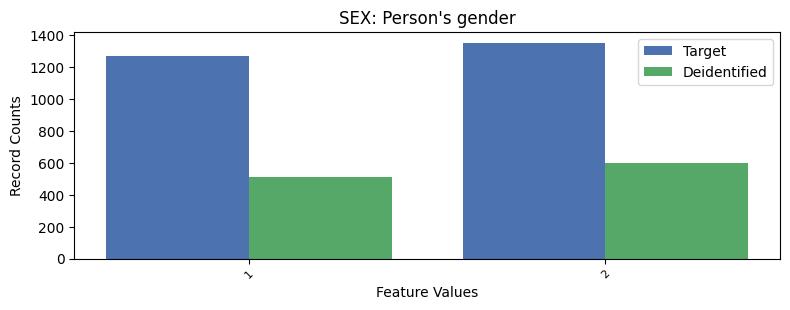 SEX: Person's gender
Target
Deidentified
Record Counts
1400
1200
1000
800
600
400
200
0
1
2
Feature Values